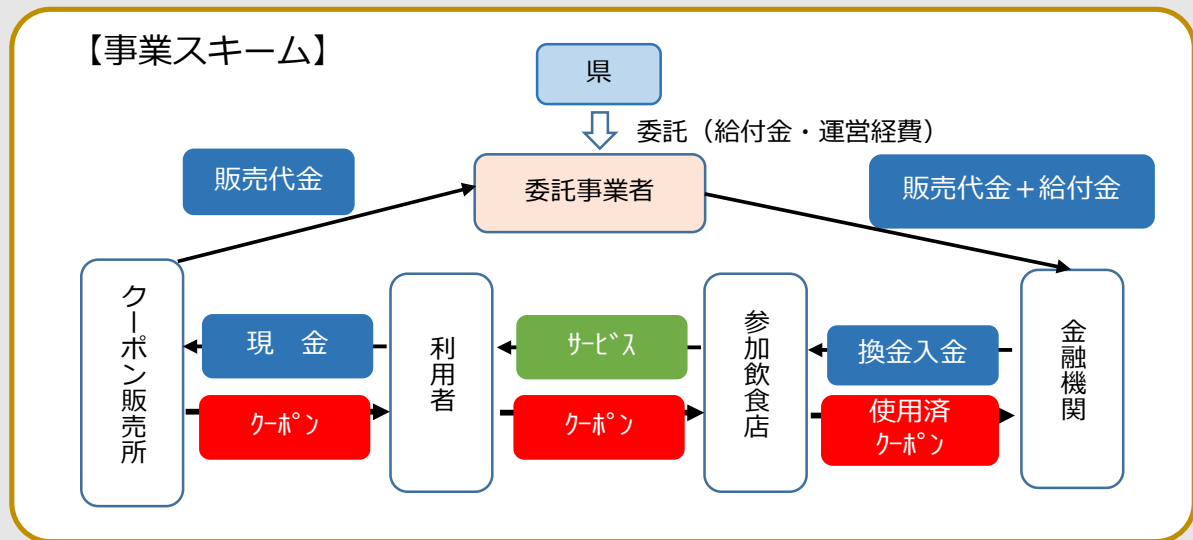 【事業スキーム】
県
委託（給付金・運営経費）
販売代金
委託事業者
販売代金＋給付金
クーポン販売所
現　金
クーポン
利用者
サービス
クーポン
参加飲食店
換金入金
使用済
クーポン
金融機関